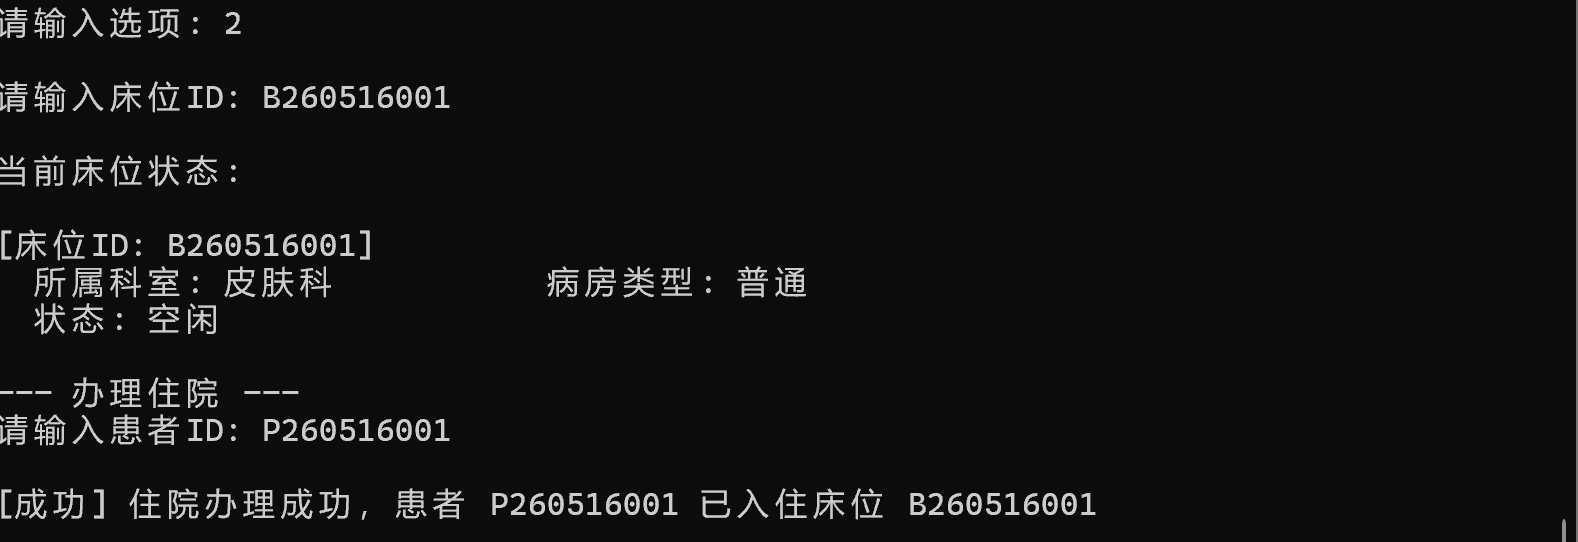 请输入选项: 2
请输入床位ID: B260516001
当前床位状态:
[床位ID: B260516001]
所属科室: 皮肤科 病房类型: 普通
状态: 空闲
--- 办理住院 ---
请输入患者ID: P260516001
[成功] 住院办理成功, 患者 P260516001 已入住床位 B260516001